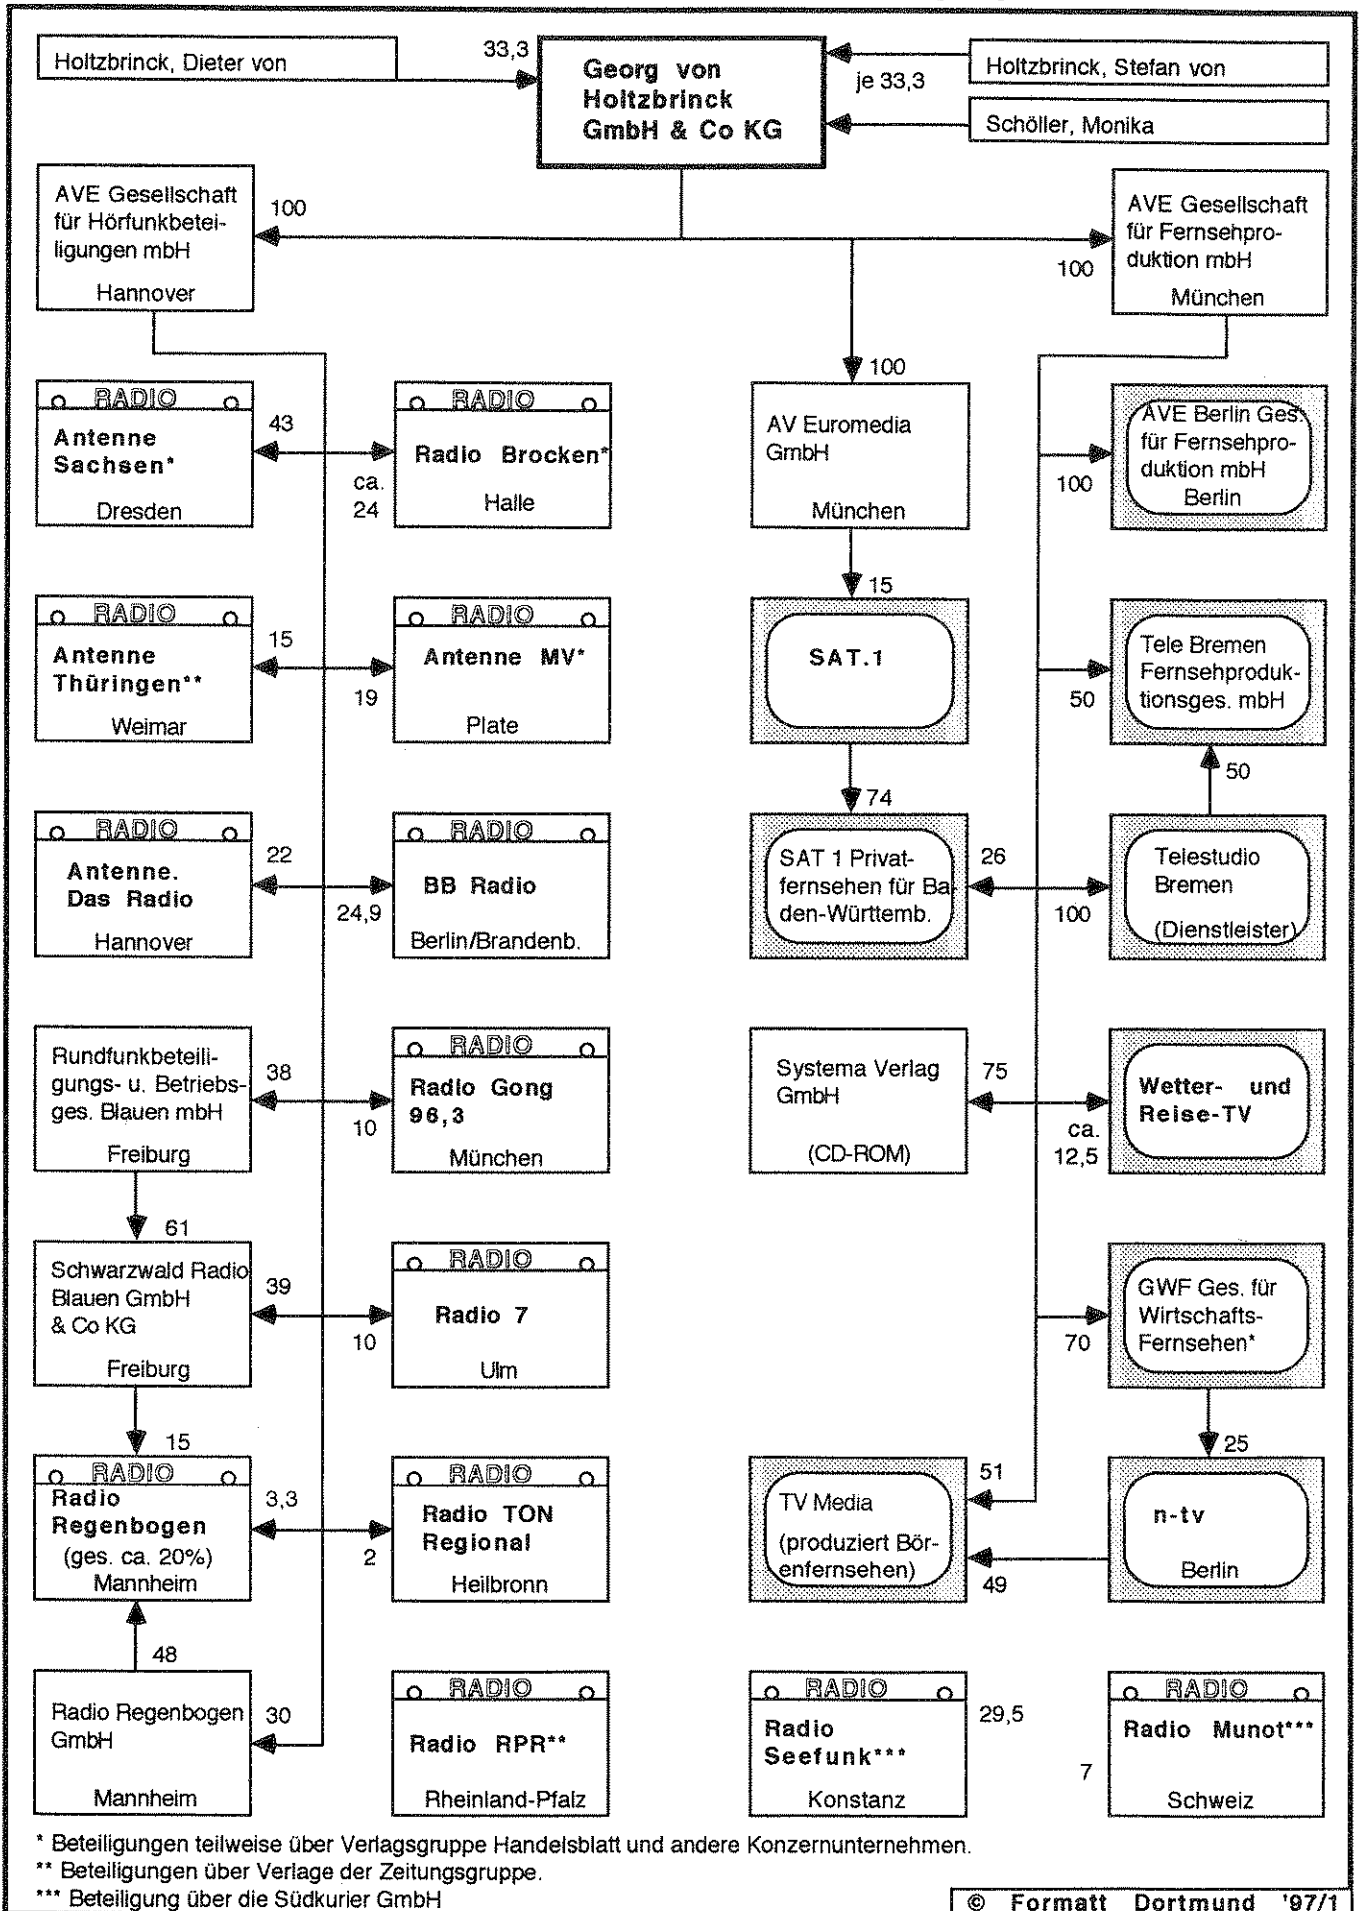 Holtzbrinck, Dieter von
33,3
Georg von
Holtzbrinck
GmbH & Co KG
je 33,3
Holtzbrinck, Stefan von
Schöller, Monika
AVE Gesellschaft
für Hörfunkbetei-
ligungen mbH
Hannover
100
AVE Gesellschaft
für Fernsehpro-
duktion mbH
München
100
100
RADIO
Antenne
Sachsen*
Dresden
43
ca.
24
RADIO
Radio Brocken*
Halle
AV Euromedia
GmbH
München
100
AVE Berlin Ges.
für Fernsehpro-
duktion mbH
Berlin
15
RADIO
Antenne
Thüringen**
Weimar
15
19
RADIO
Antenne MV*
Plate
SAT.1
50
Tele Bremen
Fernsehproduk-
tionsges. mbH
50
74
RADIO
Antenne.
Das Radio
Hannover
22
24,9
RADIO
BB Radio
Berlin/Brandenb.
SAT 1 Privat-
fernsehen für Ba-
den-Württemb.
26
100
Telestudio
Bremen
(Dienstleister)
Rundfunkbeteili-
gungs- u. Betriebs-
ges. Blauen mbH
Freiburg
38
10
RADIO
Radio Gong
96,3
München
Systema Verlag
GmbH
(CD-ROM)
75
ca.
12,5
Wetter- und
Reise-TV
61
Schwarzwald Radio
Blauen GmbH
& Co KG
Freiburg
39
10
RADIO
Radio 7
Ulm
70
GWF Ges. für
Wirtschafts-
Fernsehen*
15
25
RADIO
Radio
Regenbogen
(ges. ca. 20%)
Mannheim
3,3
2
RADIO
Radio TON
Regional
Heilbronn
TV Media
(produziert Bör-
enfernsehen)
51
49
n-tv
Berlin
48
Radio Regenbogen
GmbH
Mannheim
30
RADIO
Radio RPR**
Rheinland-Pfalz
RADIO
Radio
Seefunk***
Konstanz
29,5
7
RADIO
Radio Munot***
Schweiz
* Beteiligungen teilweise über Verlagsgruppe Handelsblatt und andere Konzernunternehmen.
** Beteiligungen über Verlage der Zeitungsgruppe.
*** Beteiligung über die Südkurier GmbH
© Formatt Dortmund '97/1